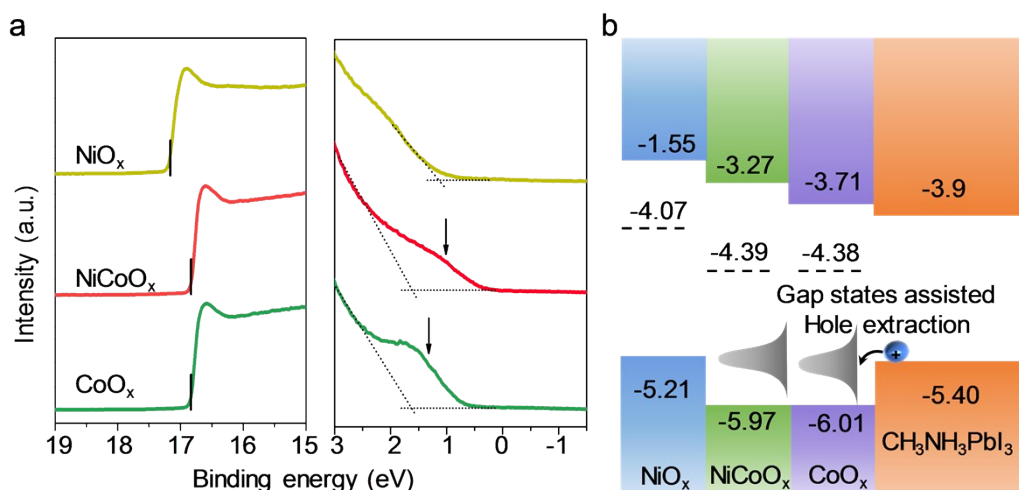 a
Intensity (a.u.)
NiOₓ
NiCoOₓ
CoOₓ
19 18 17 16 15
3 2 1 0 -1
Binding energy (eV)
b
-1.55
-3.27
-3.71
-3.9
-4.07
-4.39
-4.38
Gap states assisted
Hole extraction
+
-5.21
-5.97
-6.01
-5.40
CH₃NH₃PbI₃
NiOₓ NiCoOₓ CoOₓ